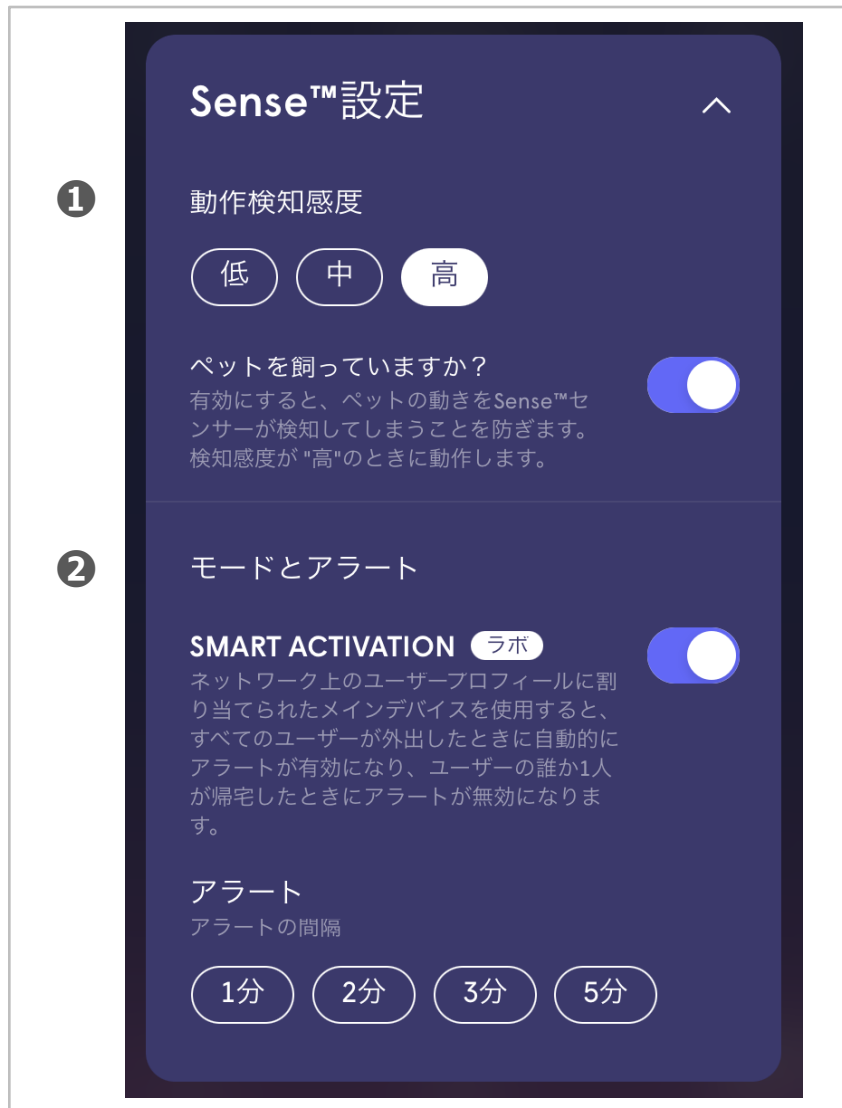 Sense™設定
❶
動作検知感度
低 中 高
ペットを飼っていますか？
有効にすると、ペットの動きをSense™セ
ンサーが検知してしまうことを防ぎます。
検知感度が "高"のときに動作します。
❷
モードとアラート
SMART ACTIVATION ラボ
ネットワーク上のユーザープロフィールに割
り当てられたメインデバイスを使用すると、
すべてのユーザーが外出したときに自動的に
アラートが有効になり、ユーザーの誰か1人
が帰宅したときにアラートが無効になりま
す。
アラート
アラートの間隔
1分 2分 3分 5分